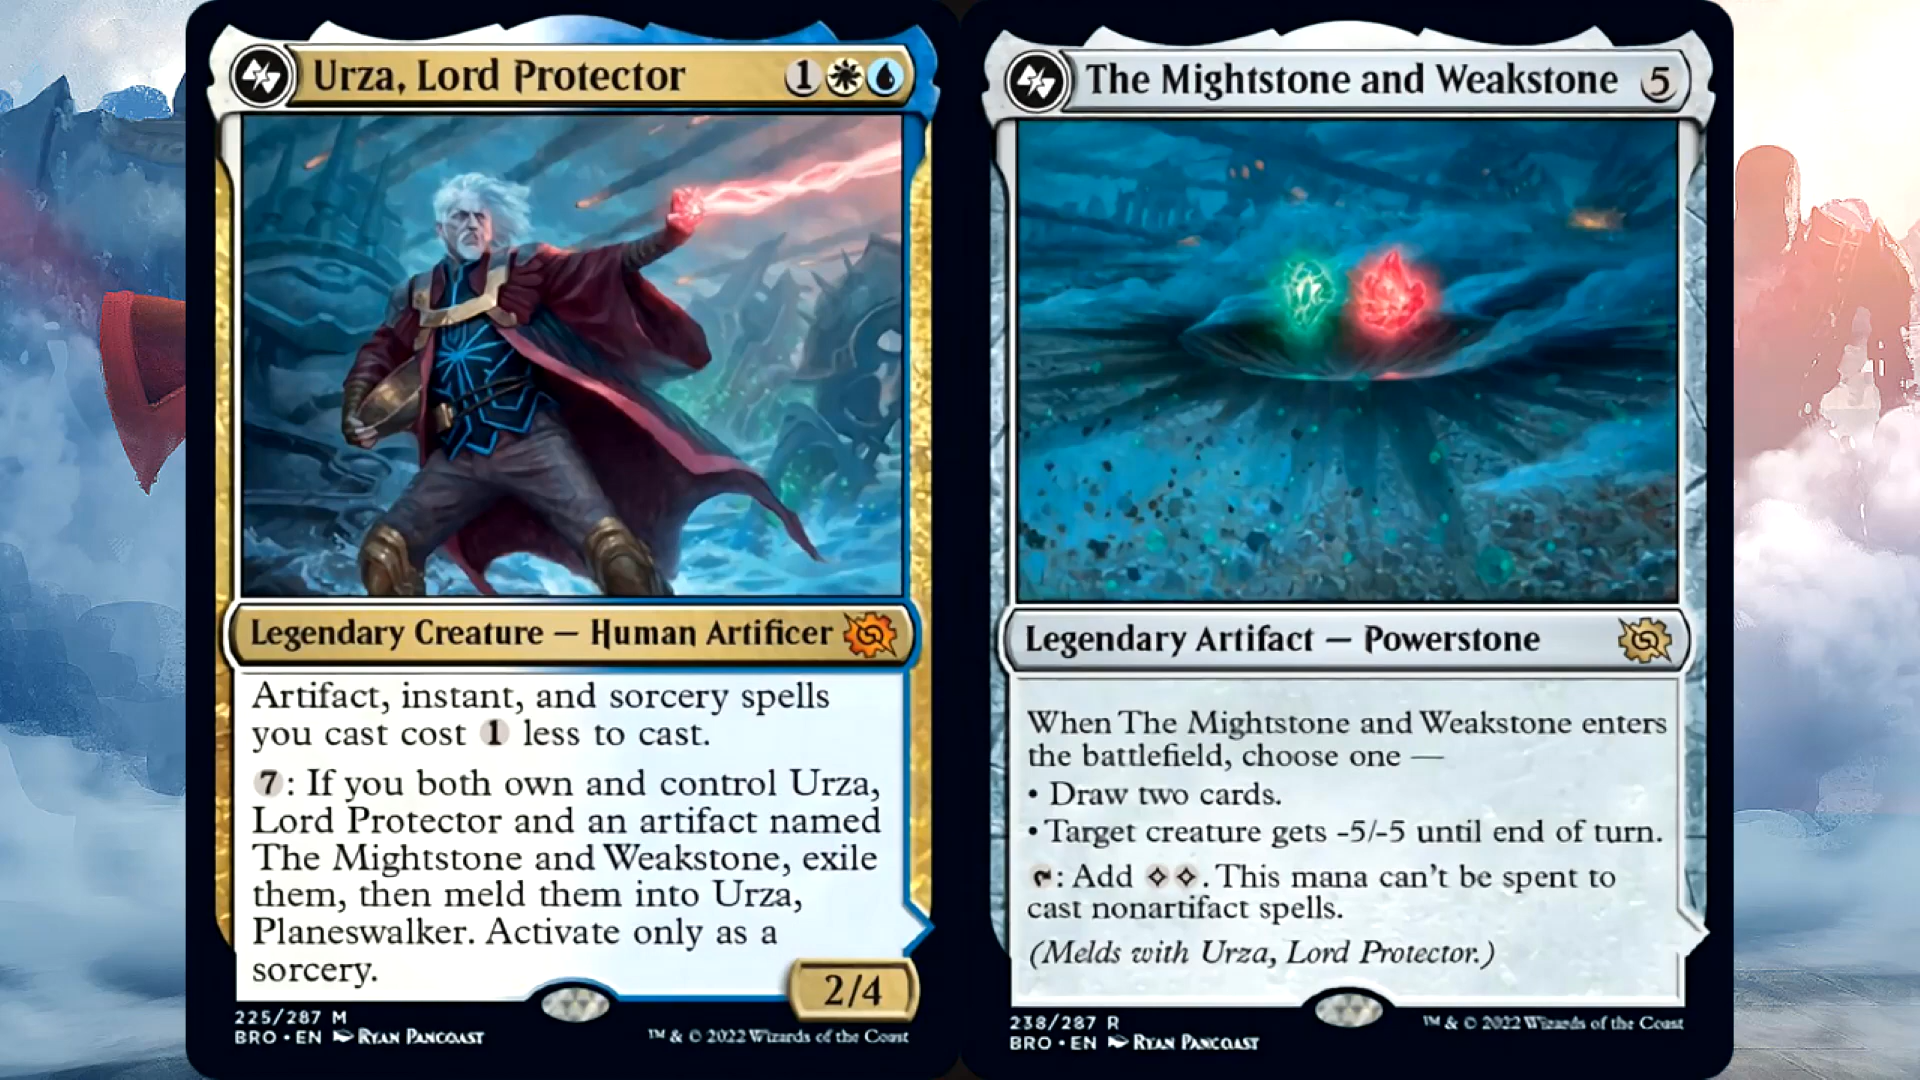 Urza, Lord Protector 1
Legendary Creature — Human Artificer
Artifact, instant, and sorcery spells
you cast cost 1 less to cast.
7: If you both own and control Urza,
Lord Protector and an artifact named
The Mightstone and Weakstone, exile
them, then meld them into Urza,
Planeswalker. Activate only as a
sorcery.
2/4
225/287 M
BRO • EN Ryan Pancoast
™ & © 2022 Wizards of the Coast
The Mightstone and Weakstone 5
Legendary Artifact — Powerstone
When The Mightstone and Weakstone enters
the battlefield, choose one —
• Draw two cards.
• Target creature gets -5/-5 until end of turn.
: Add . This mana can't be spent to
cast nonartifact spells.
(Melds with Urza, Lord Protector.)
238/287 R
BRO • EN Ryan Pancoast
™ & © 2022 Wizards of the Coast